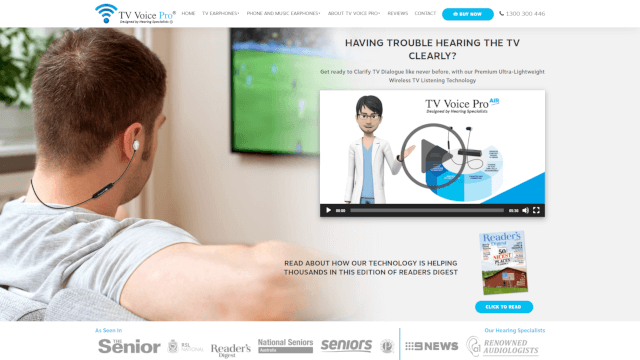 TV Voice Pro®
Designed by Hearing Specialists
HOME TV EARPHONES PHONE AND MUSIC EARPHONES ABOUT TV VOICE PRO REVIEWS CONTACT BUY NOW 1300 300 446
HAVING TROUBLE HEARING THE TV
CLEARLY?
Get ready to Clarify TV Dialogue like never before, with our Premium Ultra-Lightweight
Wireless TV Listening Technology
TV Voice Pro AIR
Designed by Hearing Specialists
00:00
READ ABOUT HOW OUR TECHNOLOGY IS HELPING
THOUSANDS IN THIS EDITION OF READERS DIGEST
Reader's
Digest
50
NICEST
PLACES
CLICK TO READ
As Seen In
Our Hearing Specialists
THE
Senior
RSL
NATIONAL
Reader's
Digest
National Seniors
Australia
seniors
9NEWS
RENOWNED
AUDIOLOGISTS